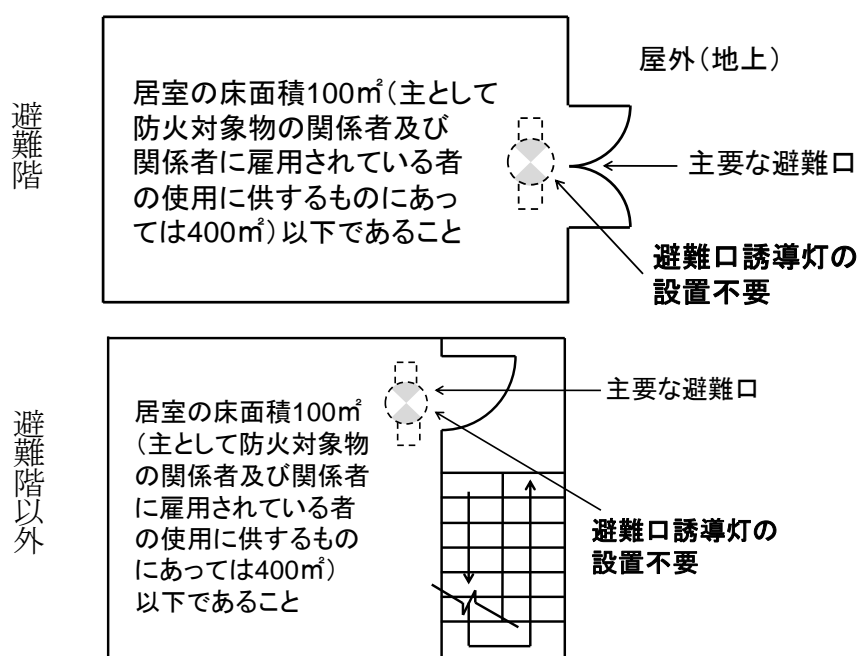 避難階
居室の床面積100㎡(主として
防火対象物の関係者及び
関係者に雇用されている者
の使用に供するものにあっ
ては400㎡)以下であること
屋外(地上)
主要な避難口
避難口誘導灯の
設置不要
避難階以外
居室の床面積100㎡
(主として防火対象物
の関係者及び関係者
に雇用されている者
の使用に供するもの
にあっては400㎡)
以下であること
主要な避難口
避難口誘導灯の
設置不要